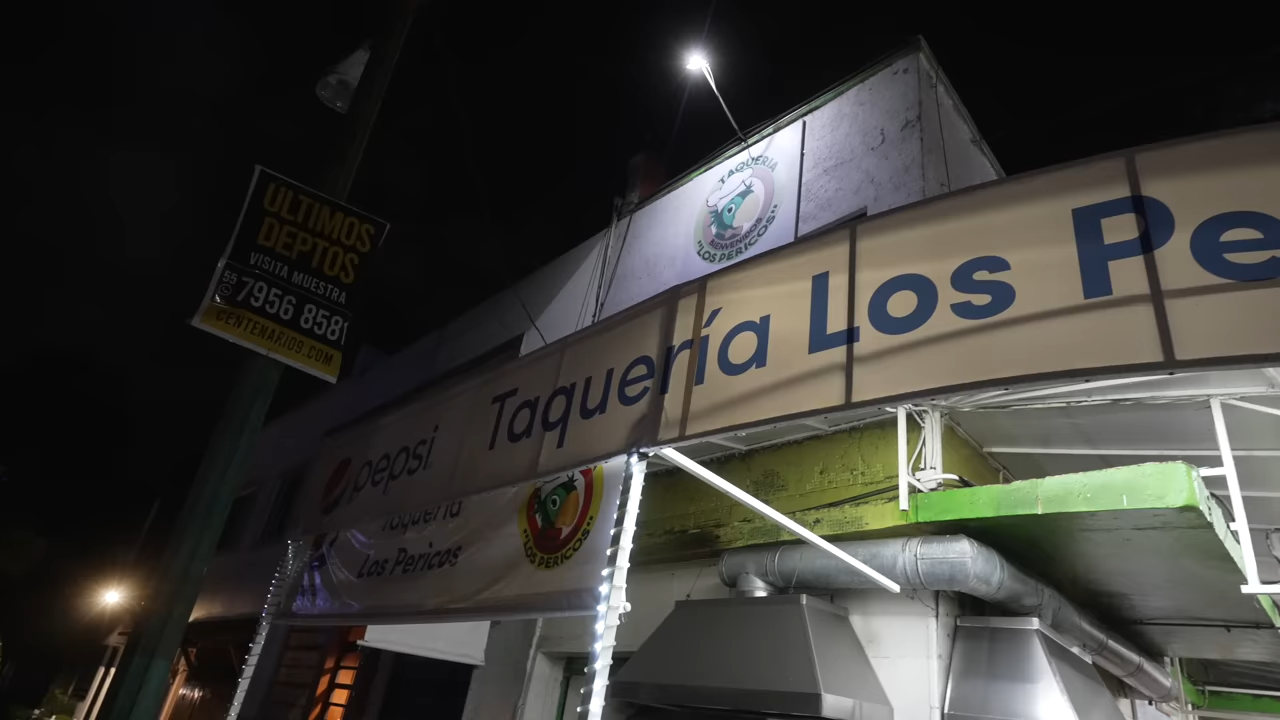 ULTIMOS
DEPTOS
VISITA MUESTRA
55 7956 8581
CENTENARIO9.COM
TAQUERIA
BIENVENIDOS
"LOS PERICOS"
Taquería Los Pe
pepsi
Taquería
Los Pericos
"LOS PERICOS"